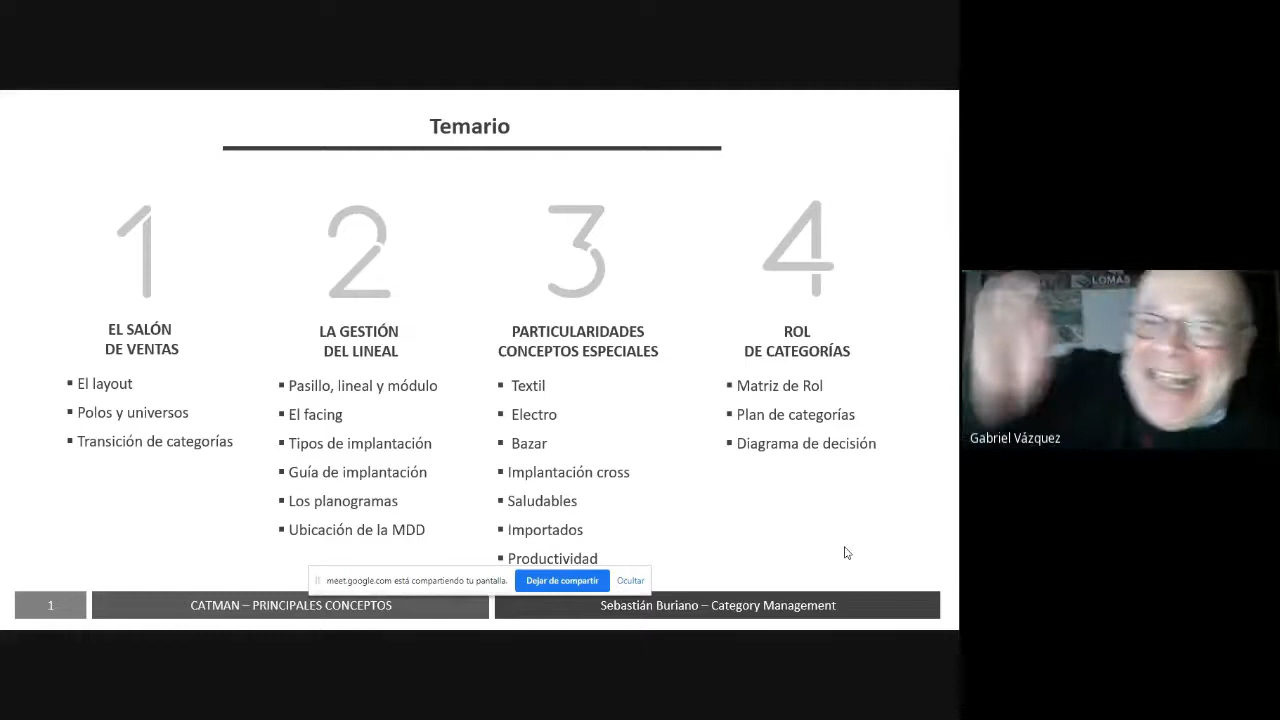 Temario
1
EL SALÓN
DE VENTAS
▪ El layout
▪ Polos y universos
▪ Transición de categorías
2
LA GESTIÓN
DEL LINEAL
▪ Pasillo, lineal y módulo
▪ El facing
▪ Tipos de implantación
▪ Guía de implantación
▪ Los planogramas
▪ Ubicación de la MDD
3
PARTICULARIDADES
CONCEPTOS ESPECIALES
▪ Textil
▪ Electro
▪ Bazar
▪ Implantación cross
▪ Saludables
▪ Importados
▪ Productividad
4
ROL
DE CATEGORÍAS
▪ Matriz de Rol
▪ Plan de categorías
▪ Diagrama de decisión
meet.google.com está compartiendo tu pantalla.
Dejar de compartir
Ocultar
1
CATMAN – PRINCIPALES CONCEPTOS
Sebastián Buriano – Category Management
LOMAS
Gabriel Vázquez